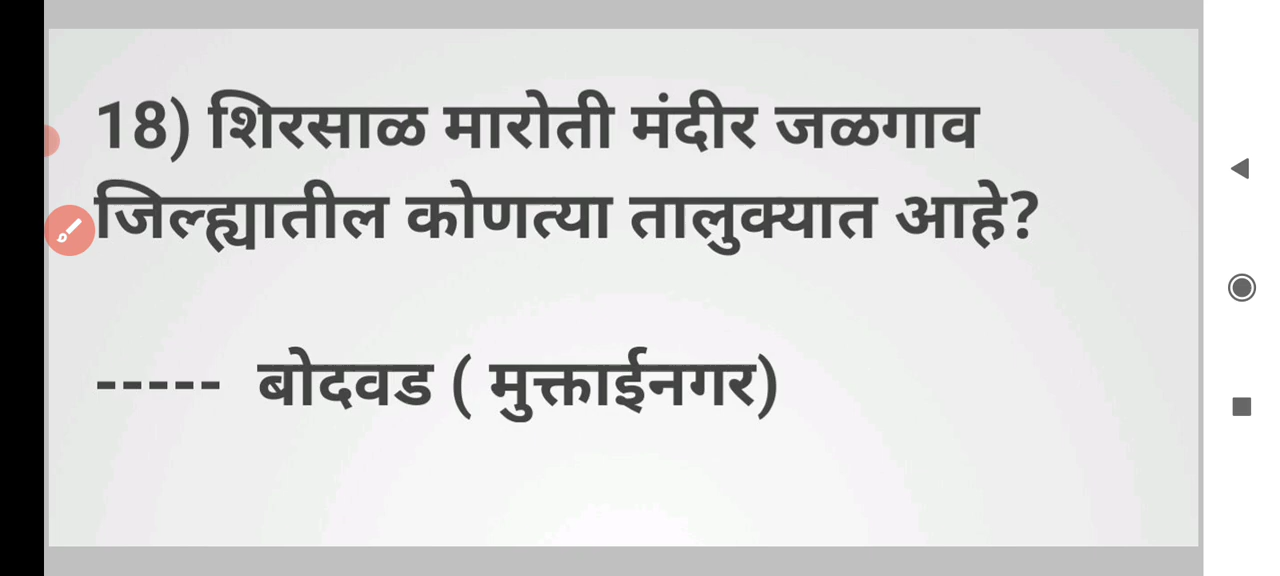 18) शिरसाळ मारोती मंदीर जळगाव
जिल्ह्यातील कोणत्या तालुक्यात आहे?
----- बोदवड ( मुक्ताईनगर)